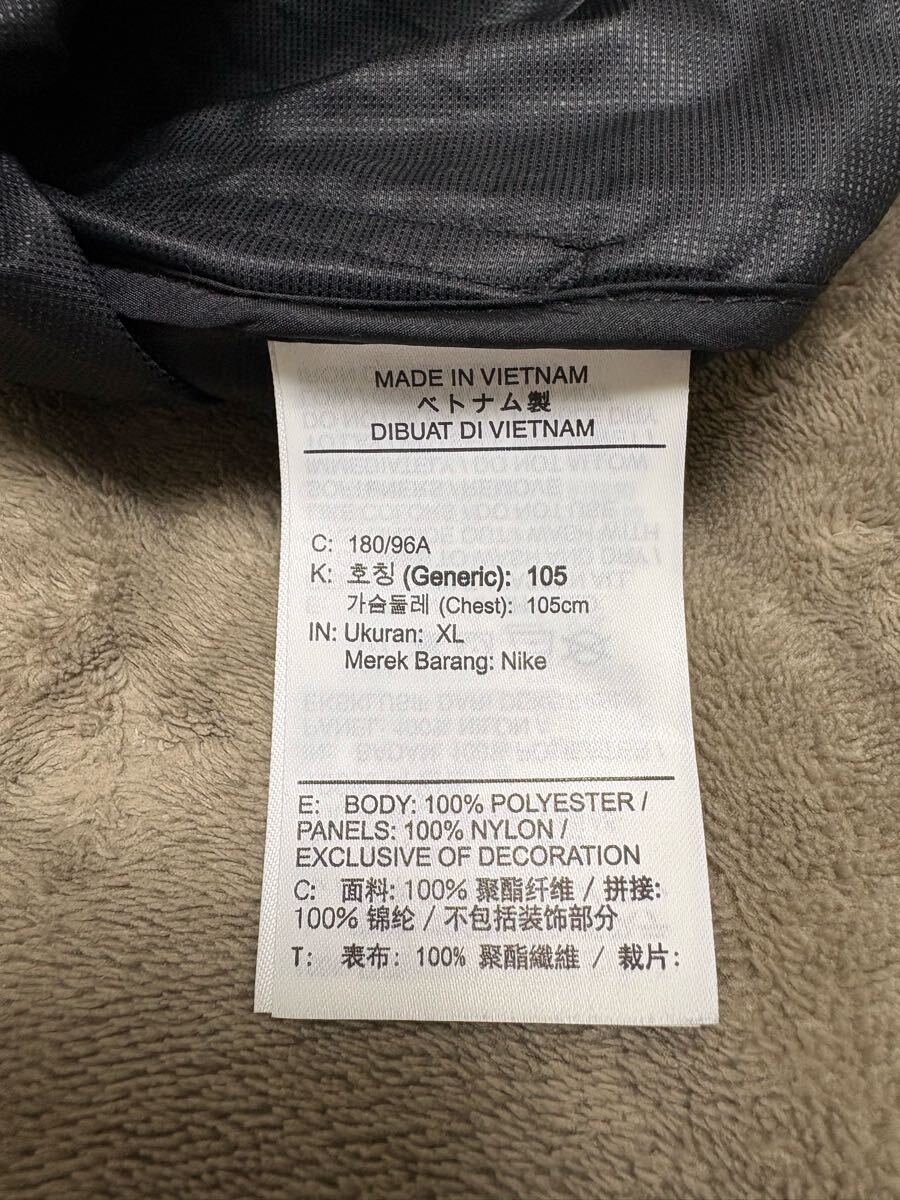 MADE IN VIETNAM
ベトナム製
DIBUAT DI VIETNAM
C: 180/96A
K: 호칭 (Generic): 105
가슴둘레 (Chest): 105cm
IN: Ukuran: XL
Merek Barang: Nike
E: BODY: 100% POLYESTER /
PANELS: 100% NYLON /
EXCLUSIVE OF DECORATION
C: 面料: 100% 聚酯纤维 / 拼接:
100% 锦纶 / 不包括装饰部分
T: 表布: 100% 聚酯纖維 / 裁片: